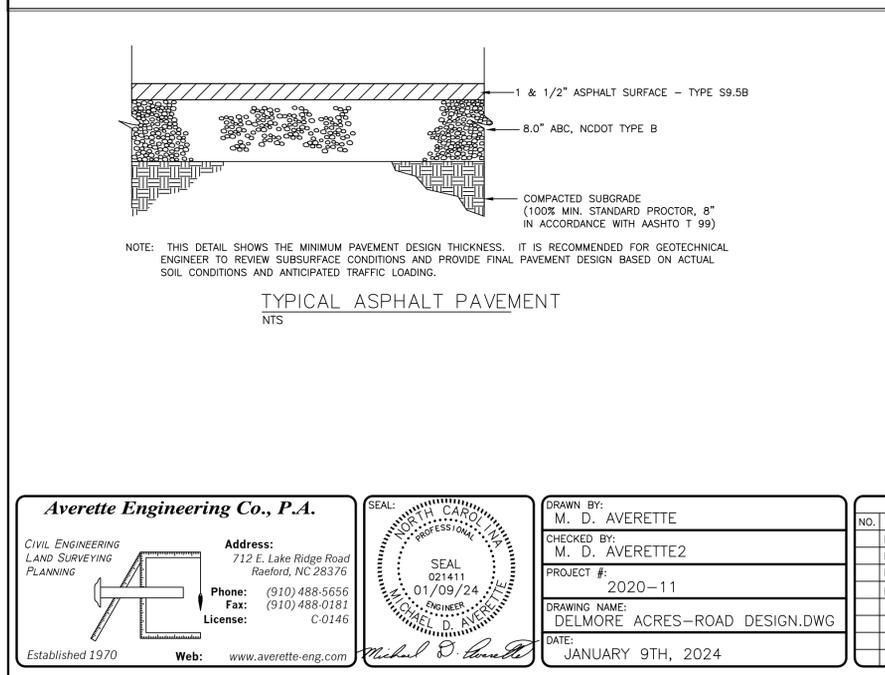 1 & 1/2" ASPHALT SURFACE – TYPE S9.5B
8.0" ABC, NCDOT TYPE B
COMPACTED SUBGRADE
(100% MIN. STANDARD PROCTOR, 8"
IN ACCORDANCE WITH AASHTO T 99)
NOTE: THIS DETAIL SHOWS THE MINIMUM PAVEMENT DESIGN THICKNESS. IT IS RECOMMENDED FOR GEOTECHNICAL
ENGINEER TO REVIEW SUBSURFACE CONDITIONS AND PROVIDE FINAL PAVEMENT DESIGN BASED ON ACTUAL
SOIL CONDITIONS AND ANTICIPATED TRAFFIC LOADING.
TYPICAL ASPHALT PAVEMENT
NTS
Averette Engineering Co., P.A.
CIVIL ENGINEERING
LAND SURVEYING
PLANNING
Address:
712 E. Lake Ridge Road
Raeford, NC 28376
Phone: (910) 488-5656
Fax: (910) 488-0181
License: C-0146
Established 1970
Web: www.averette-eng.com
SEAL:
NORTH CAROLINA
PROFESSIONAL
SEAL
021411
01/09/24
ENGINEER
MICHAEL D. AVERETTE
Michael D. Averette
DRAWN BY:
M. D. AVERETTE
CHECKED BY:
M. D. AVERETTE2
PROJECT #:
2020–11
DRAWING NAME:
DELMORE ACRES–ROAD DESIGN.DWG
DATE:
JANUARY 9TH, 2024
NO.